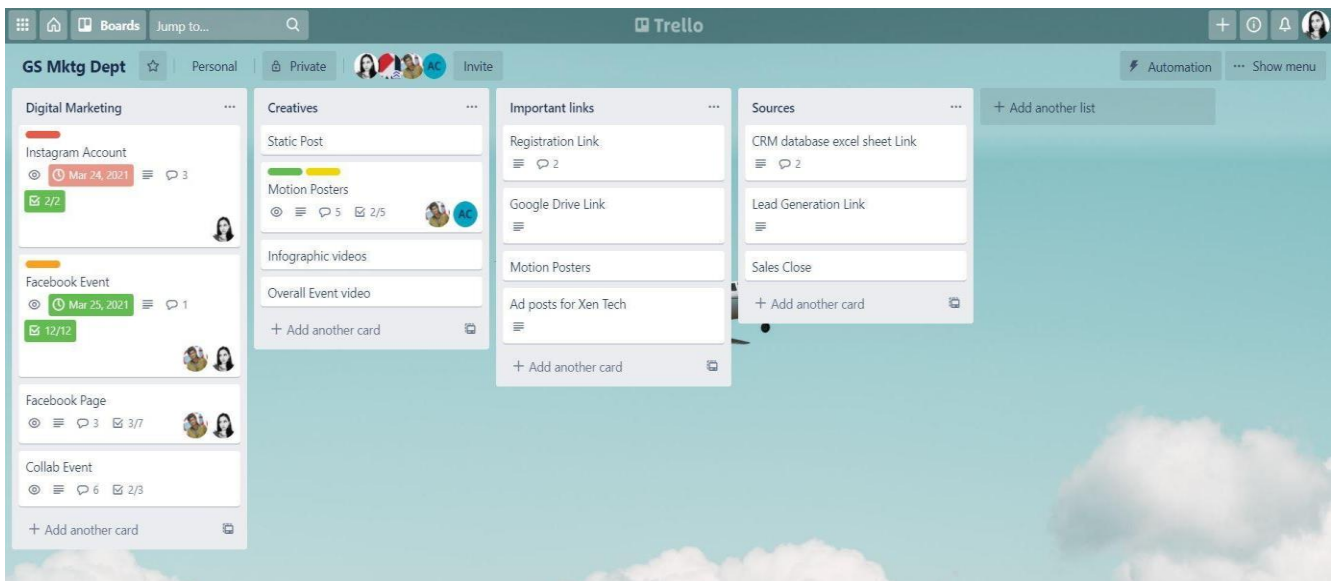 Boards
Jump to...
Trello
GS Mktg Dept
Personal
Private
AC
Invite
Automation
··· Show menu
Digital Marketing
Instagram Account
Mar 24, 2021
3
2/2
Facebook Event
Mar 25, 2021
1
12/12
Facebook Page
3
3/7
Collab Event
6
2/3
+ Add another card
Creatives
Static Post
Motion Posters
5
2/5
AC
Infographic videos
Overall Event video
+ Add another card
Important links
Registration Link
2
Google Drive Link
Motion Posters
Ad posts for Xen Tech
+ Add another card
Sources
CRM database excel sheet Link
2
Lead Generation Link
Sales Close
+ Add another card
+ Add another list